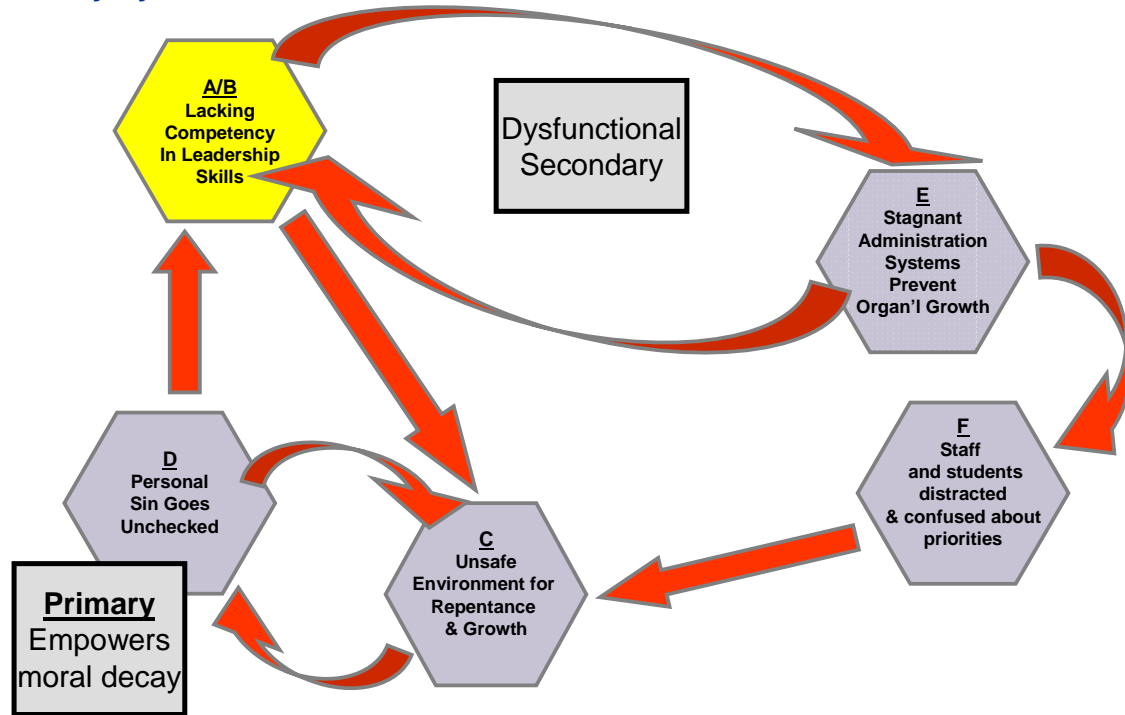 A/B
Lacking
Competency
In Leadership
Skills
Dysfunctional
Secondary
E
Stagnant
Administration
Systems
Prevent
Organ'l Growth
D
Personal
Sin Goes
Unchecked
F
Staff
and students
distracted
& confused about
priorities
C
Unsafe
Environment for
Repentance
& Growth
Primary
Empowers
moral decay